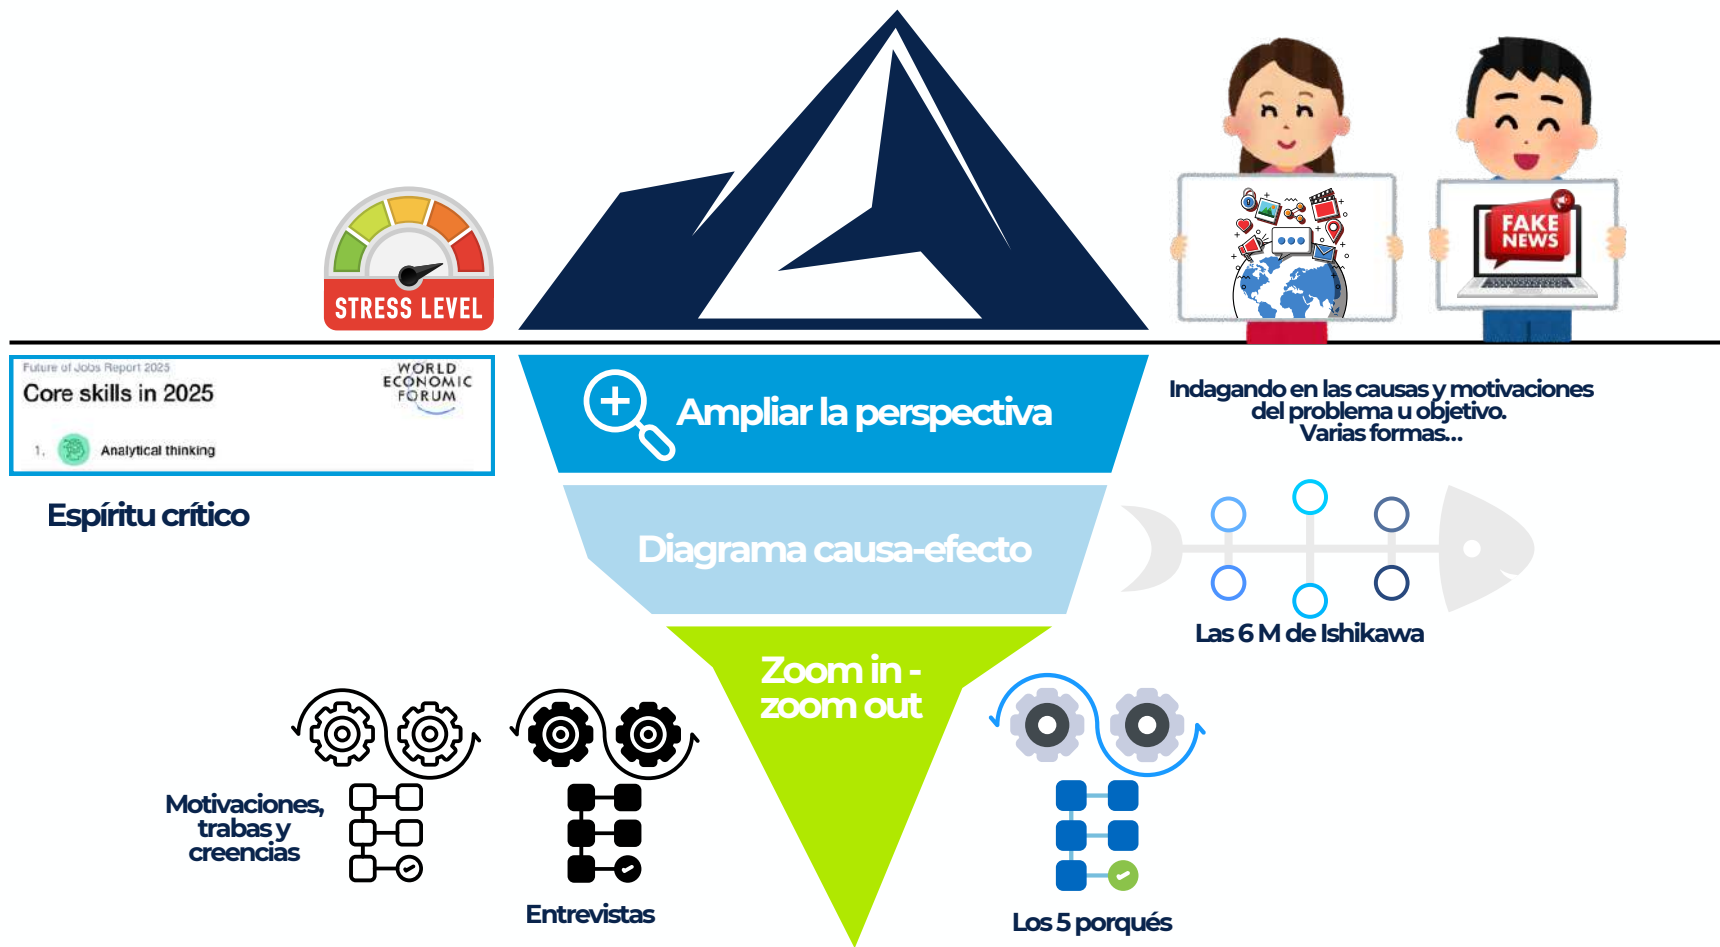 STRESS LEVEL
FAKE
NEWS
Future of Jobs Report 2025
Core skills in 2025
WORLD
ECONOMIC
FORUM
1.
Analytical thinking
Espíritu crítico
Ampliar la perspectiva
Indagando en las causas y motivaciones
del problema u objetivo.
Varias formas...
Diagrama causa-efecto
Las 6 M de Ishikawa
Zoom in -
zoom out
Motivaciones,
trabas y
creencias
Entrevistas
Los 5 porqués